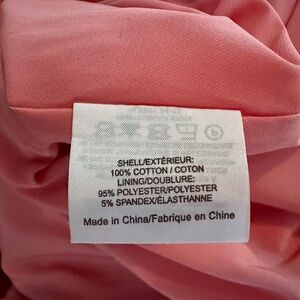 SHELL/EXTÉRIEUR:
100% COTTON / COTON
LINING/DOUBLURE:
95% POLYESTER/POLYESTER
5% SPANDEX/ÉLASTHANNE
Made in China/Fabrique en Chine